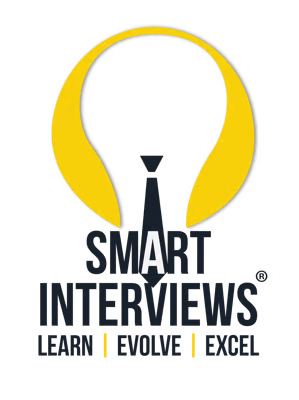 SMART
INTERVIEWS®
LEARN | EVOLVE | EXCEL